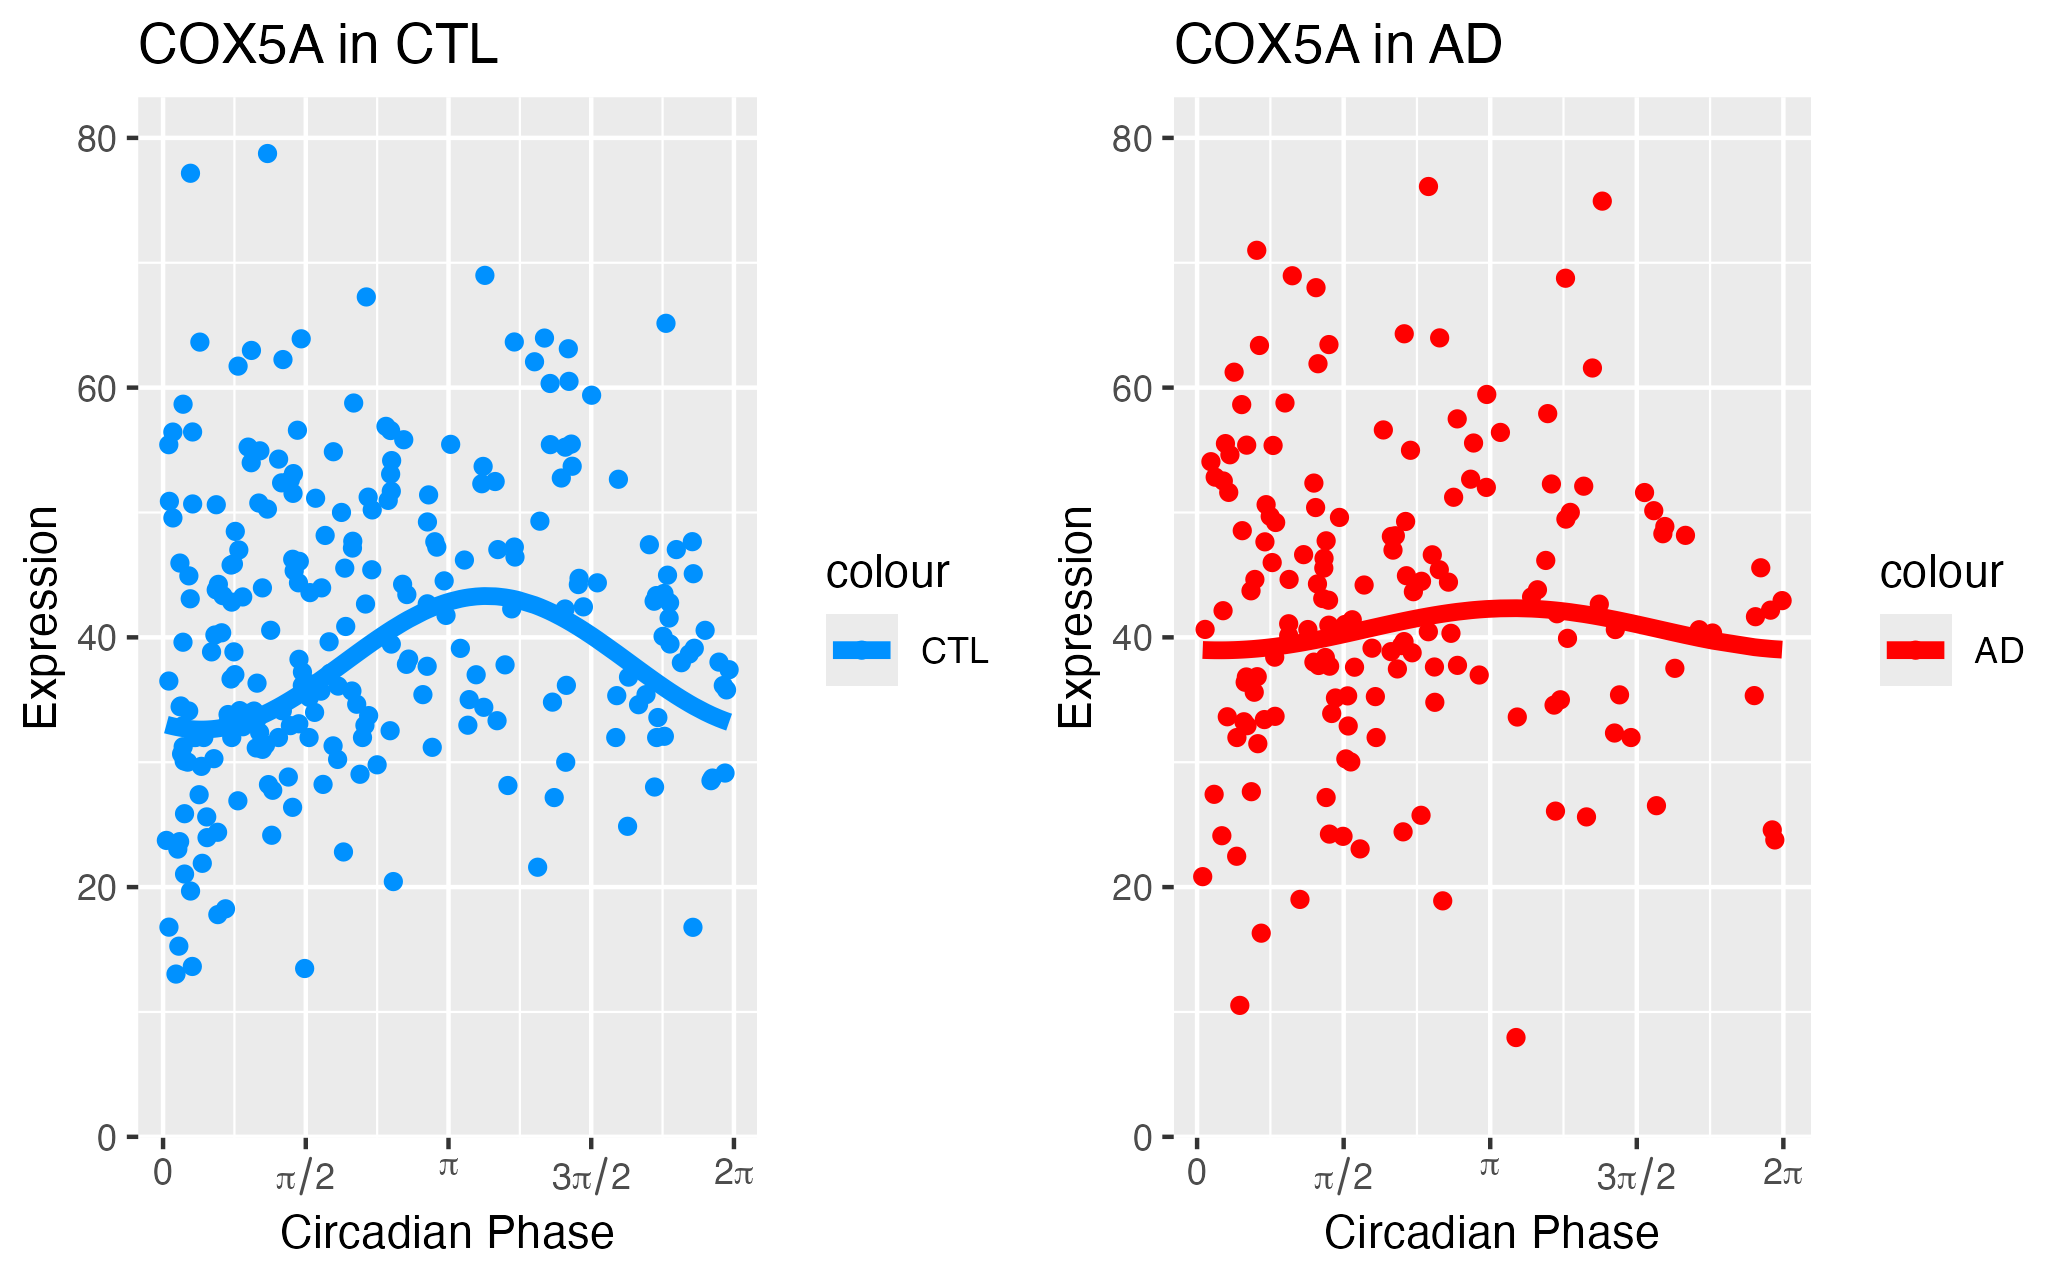 COX5A in CTL
80
60
40
20
0
Expression
0 π/2 π 3π/2 2π
Circadian Phase
colour
CTL
COX5A in AD
80
60
40
20
0
Expression
0 π/2 π 3π/2 2π
Circadian Phase
colour
AD